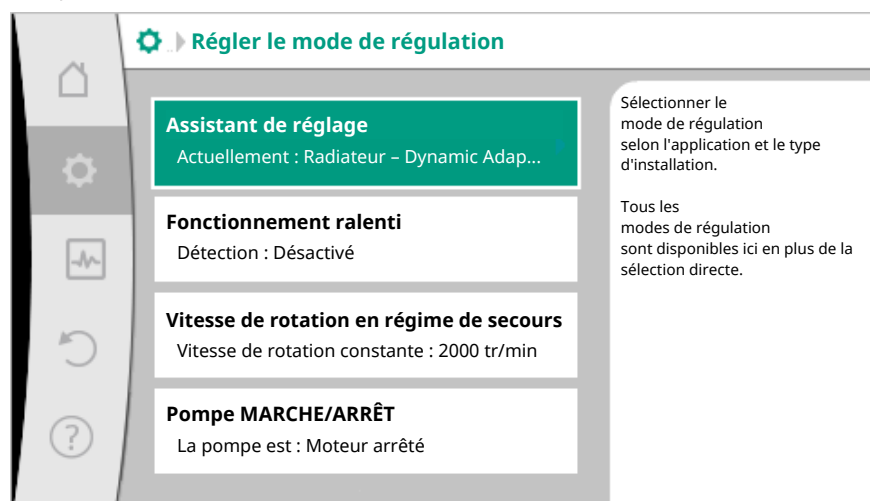 Régler le mode de régulation
Assistant de réglage
Actuellement : Radiateur – Dynamic Adap...
Fonctionnement ralenti
Détection : Désactivé
Vitesse de rotation en régime de secours
Vitesse de rotation constante : 2000 tr/min
Pompe MARCHE/ARRÊT
La pompe est : Moteur arrêté
Sélectionner le
mode de régulation
selon l'application et le type
d'installation.
Tous les
modes de régulation
sont disponibles ici en plus de la
sélection directe.
?